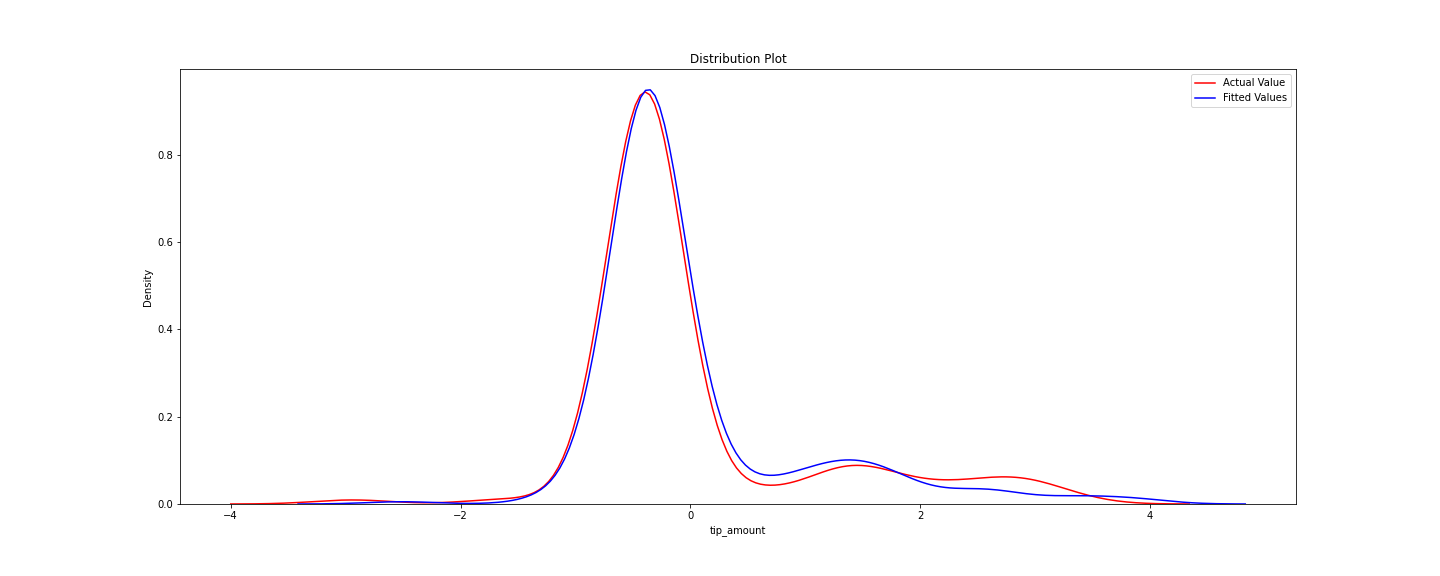 Distribution Plot
Actual Value
Fitted Values
0.8
0.6
0.4
0.2
0.0
Density
−4
−2
0
2
4
tip_amount